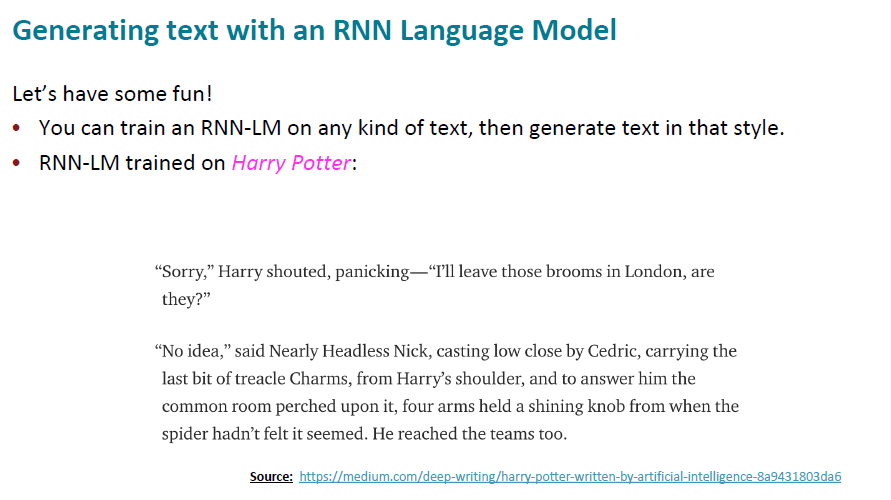 Generating text with an RNN Language Model
Let’s have some fun!
• You can train an RNN-LM on any kind of text, then generate text in that style.
• RNN-LM trained on Harry Potter:
“Sorry,” Harry shouted, panicking—“I’ll leave those brooms in London, are
they?”
“No idea,” said Nearly Headless Nick, casting low close by Cedric, carrying the
last bit of treacle Charms, from Harry’s shoulder, and to answer him the
common room perched upon it, four arms held a shining knob from when the
spider hadn’t felt it seemed. He reached the teams too.
Source: https://medium.com/deep-writing/harry-potter-written-by-artificial-intelligence-8a9431803da6